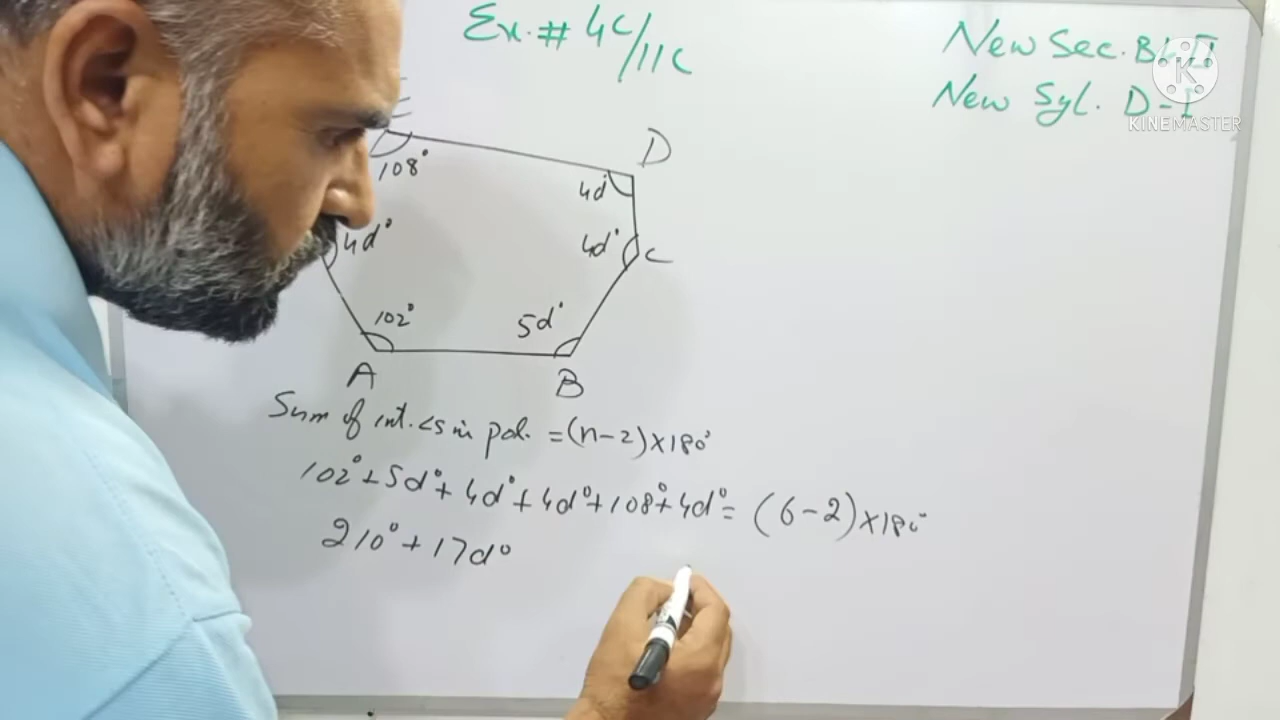 Ex. # 4C/11c
New Sec. Bk
New Syl. D-I
KINEMASTER
108°
D
4d°
4d°
4d°
C
102°
5d°
A
B
Sum of int. <s in pol. = (n-2)×180°
102°+5d°+4d°+4d°+108°+4d°= (6-2)×180°
210°+17d°